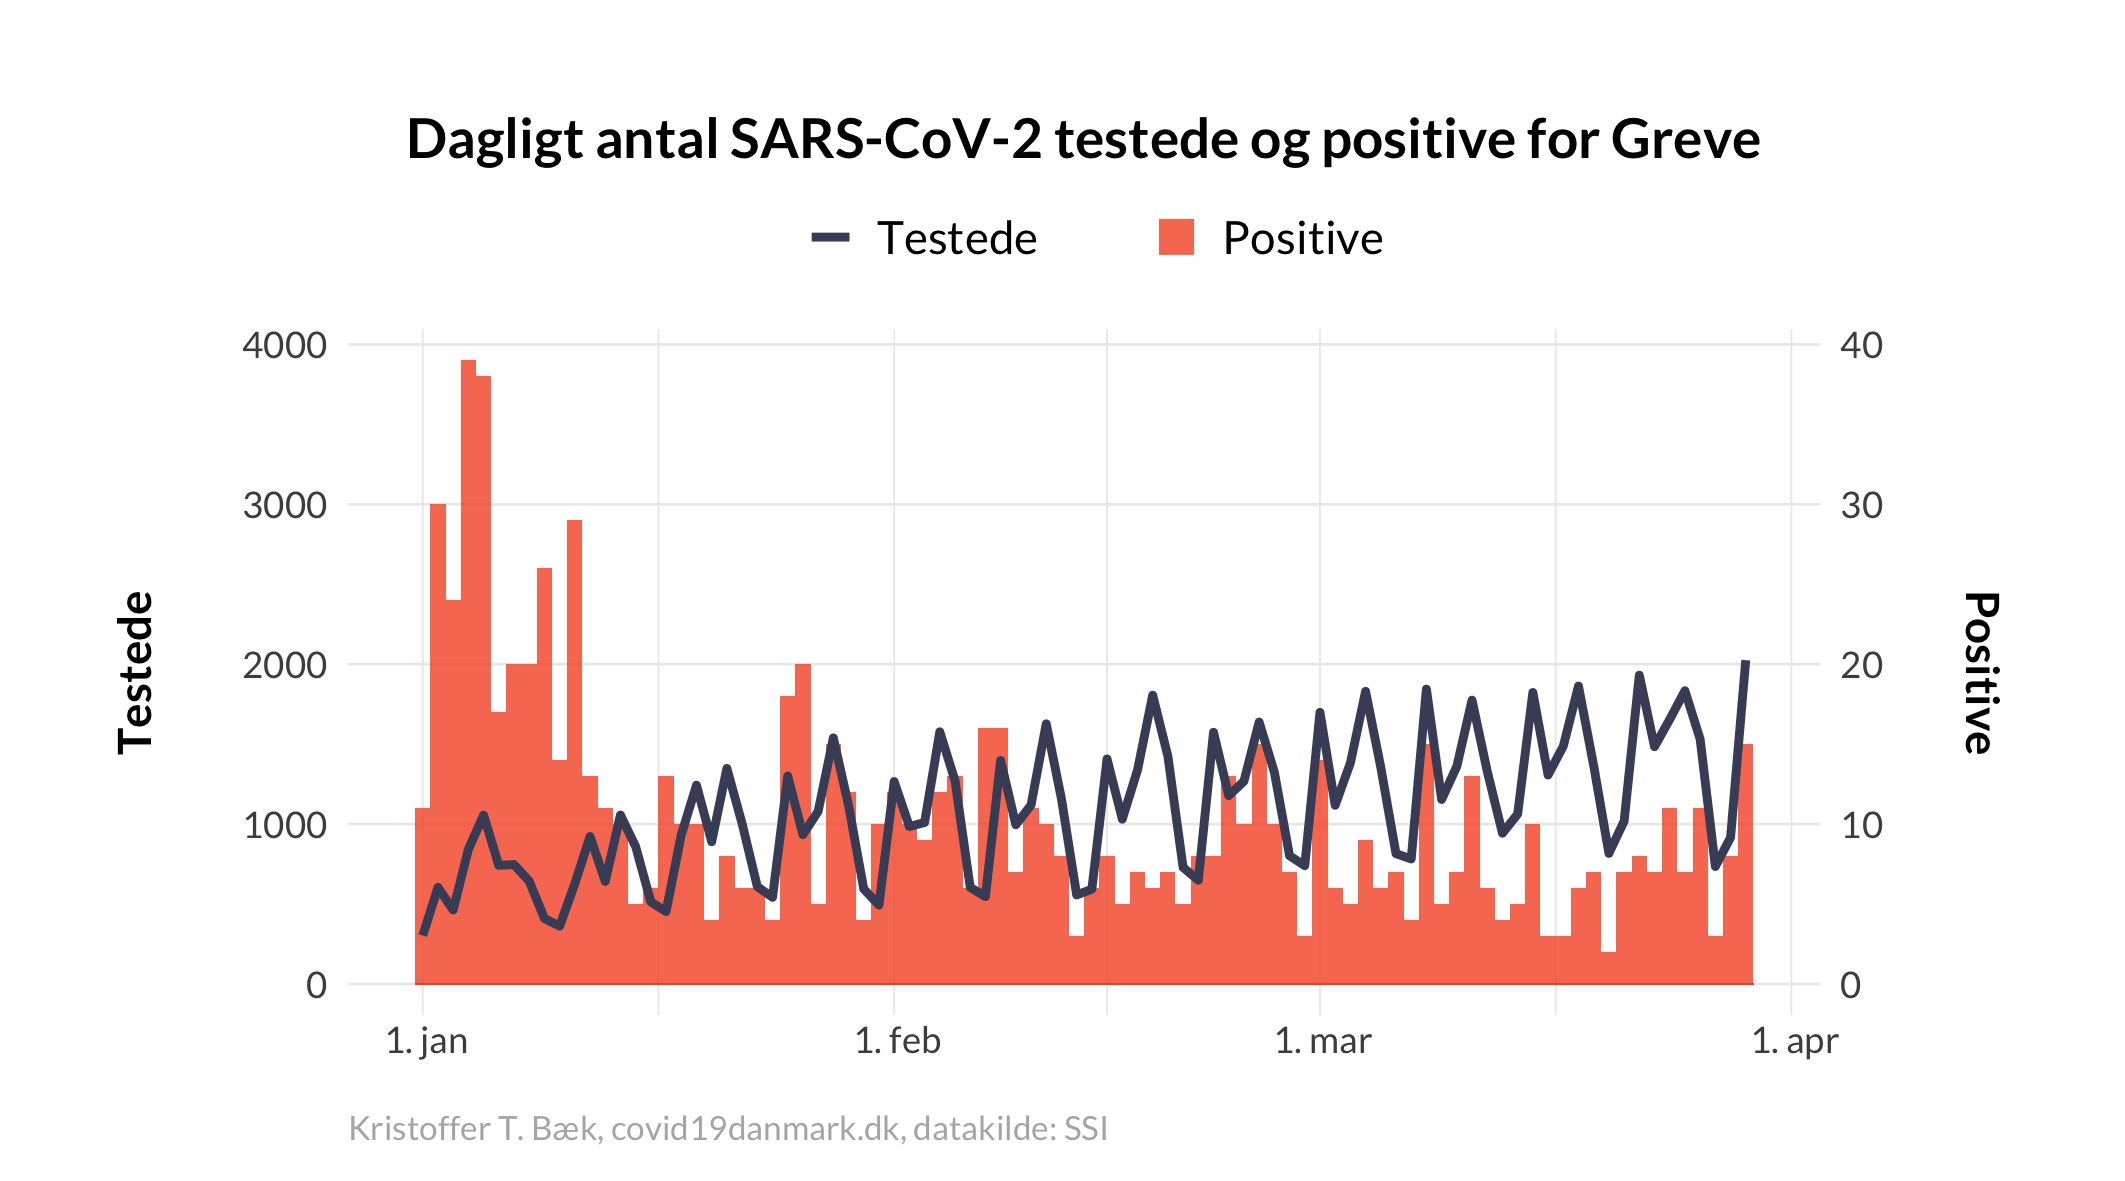 Dagligt antal SARS-CoV-2 testede og positive for Greve
Testede Positive
4000 40
3000 30
2000 20
1000 10
0 0
Testede
Positive
1. jan 1. feb 1. mar 1. apr
Kristoffer T. Bæk, covid19danmark.dk, datakilde: SSI